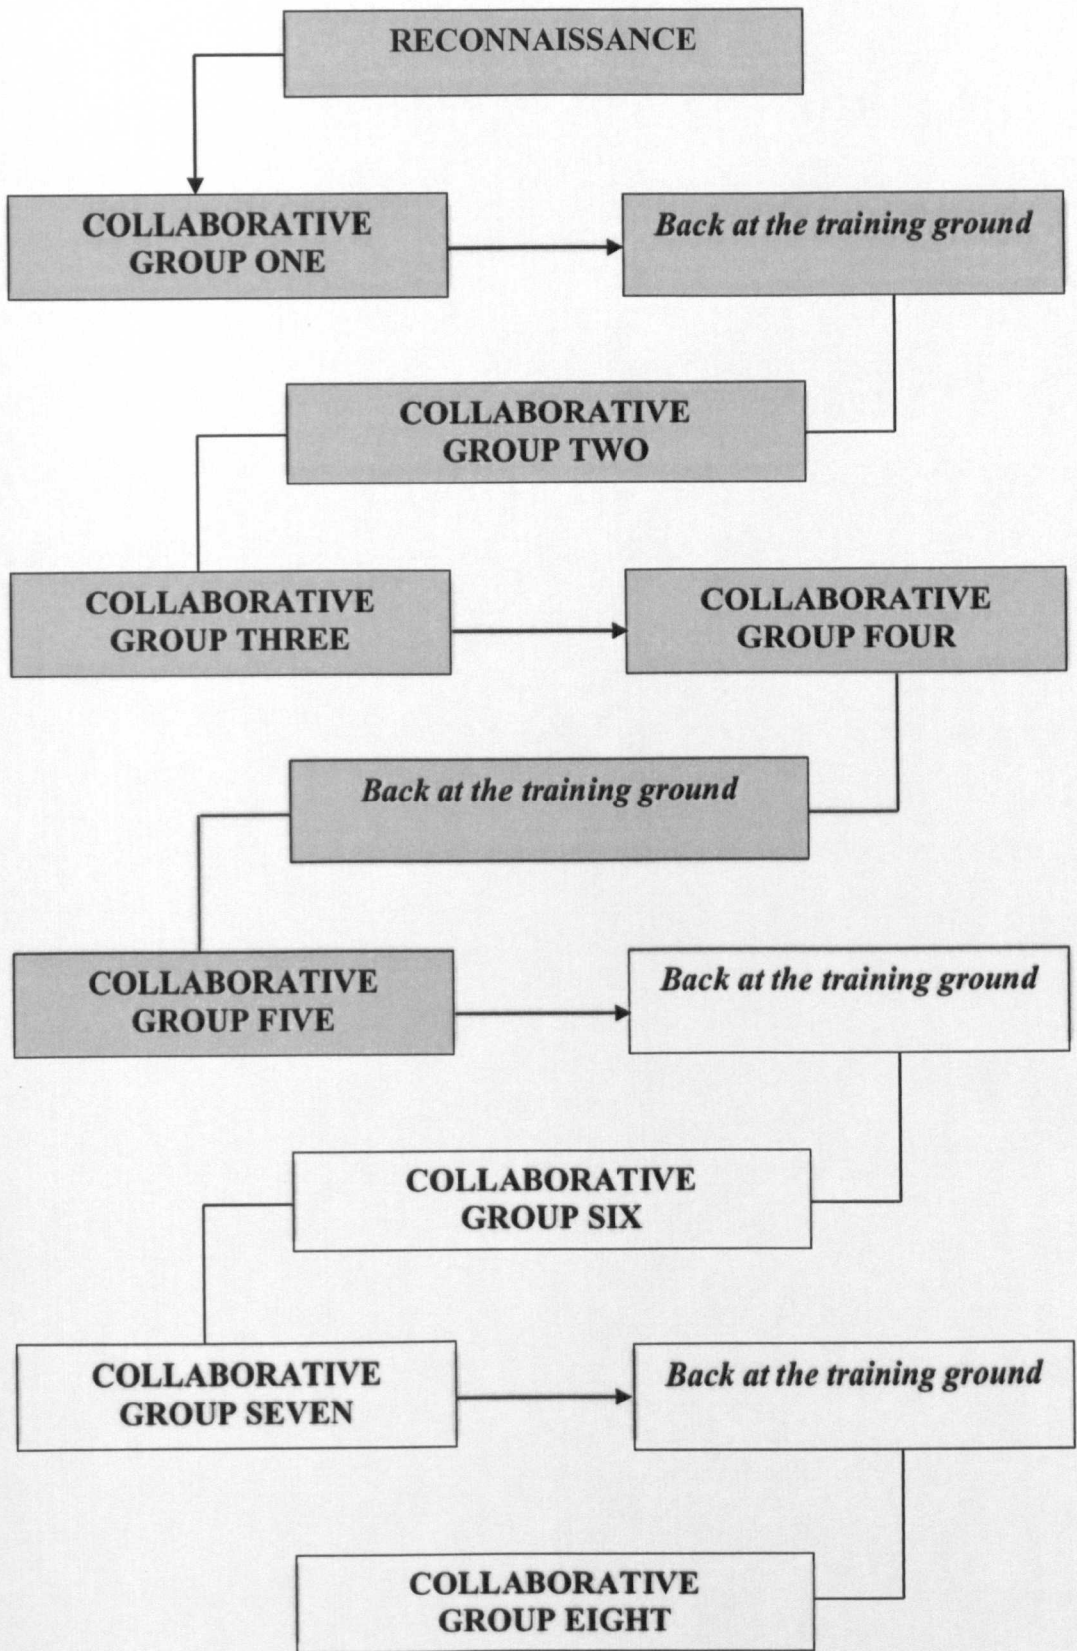 RECONNAISSANCE
COLLABORATIVE
GROUP ONE
Back at the training ground
COLLABORATIVE
GROUP TWO
COLLABORATIVE
GROUP THREE
COLLABORATIVE
GROUP FOUR
Back at the training ground
COLLABORATIVE
GROUP FIVE
Back at the training ground
COLLABORATIVE
GROUP SIX
COLLABORATIVE
GROUP SEVEN
Back at the training ground
COLLABORATIVE
GROUP EIGHT